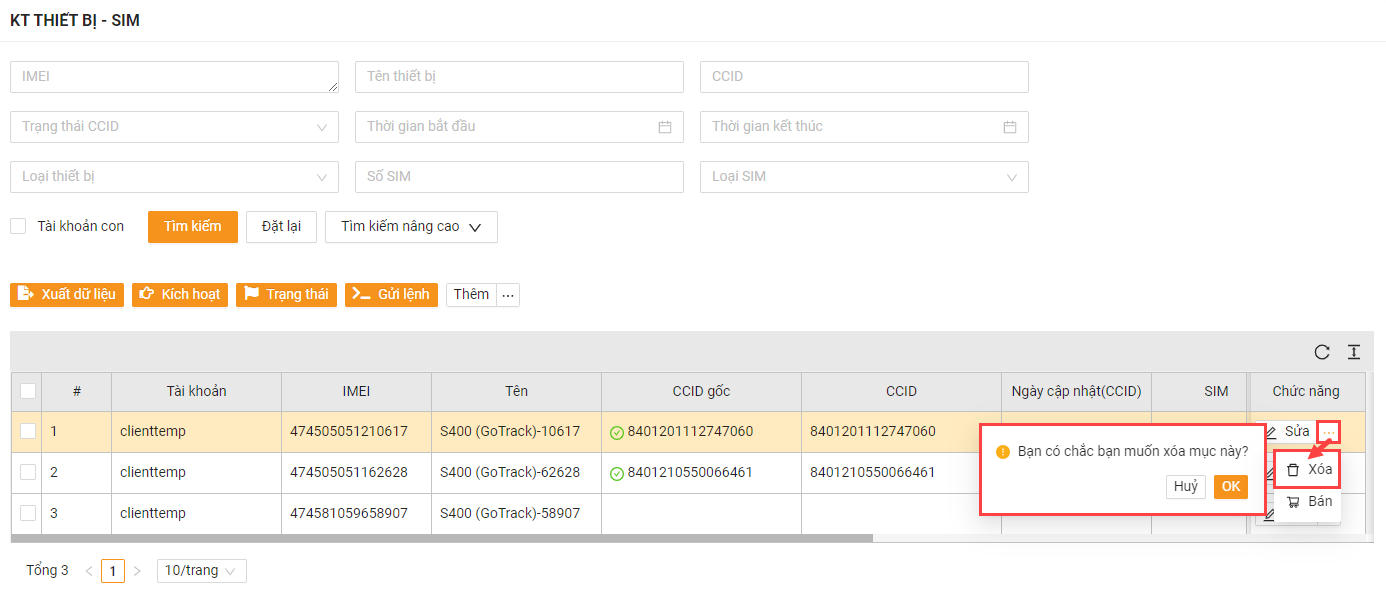 KT THIẾT BỊ - SIM
IMEI
Tên thiết bị
CCID
Trạng thái CCID
Thời gian bắt đầu
Thời gian kết thúc
Loại thiết bị
Số SIM
Loại SIM
Tài khoản con
Tìm kiếm
Đặt lại
Tìm kiếm nâng cao
Xuất dữ liệu
Kích hoạt
Trạng thái
Gửi lệnh
Thêm ...
# Tài khoản IMEI Tên CCID gốc CCID Ngày cập nhật(CCID) SIM Chức năng
1 clienttemp 474505051210617 S400 (GoTrack)-10617 8401201112747060 8401201112747060 Sửa ...
Bạn có chắc bạn muốn xóa mục này?
Huỷ OK
Xóa
Bán
2 clienttemp 474505051162628 S400 (GoTrack)-62628 8401210550066461 8401210550066461
3 clienttemp 474581059658907 S400 (GoTrack)-58907
Tổng 3 < 1 > 10/trang